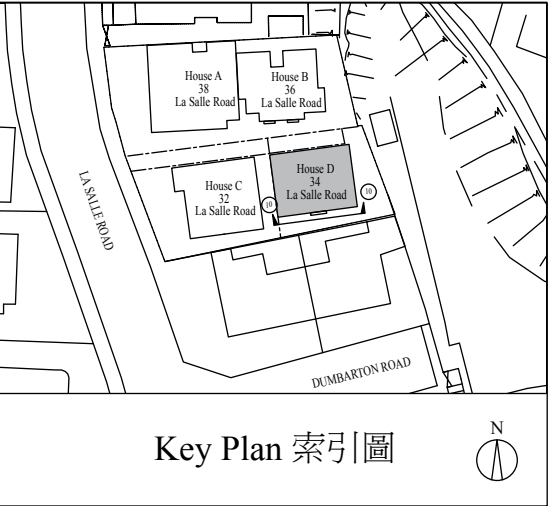 House A
38
La Salle Road
House B
36
La Salle Road
House C
32
La Salle Road
House D
34
La Salle Road
10
10
LA SALLE ROAD
DUMBARTON ROAD
Key Plan 索引圖
N